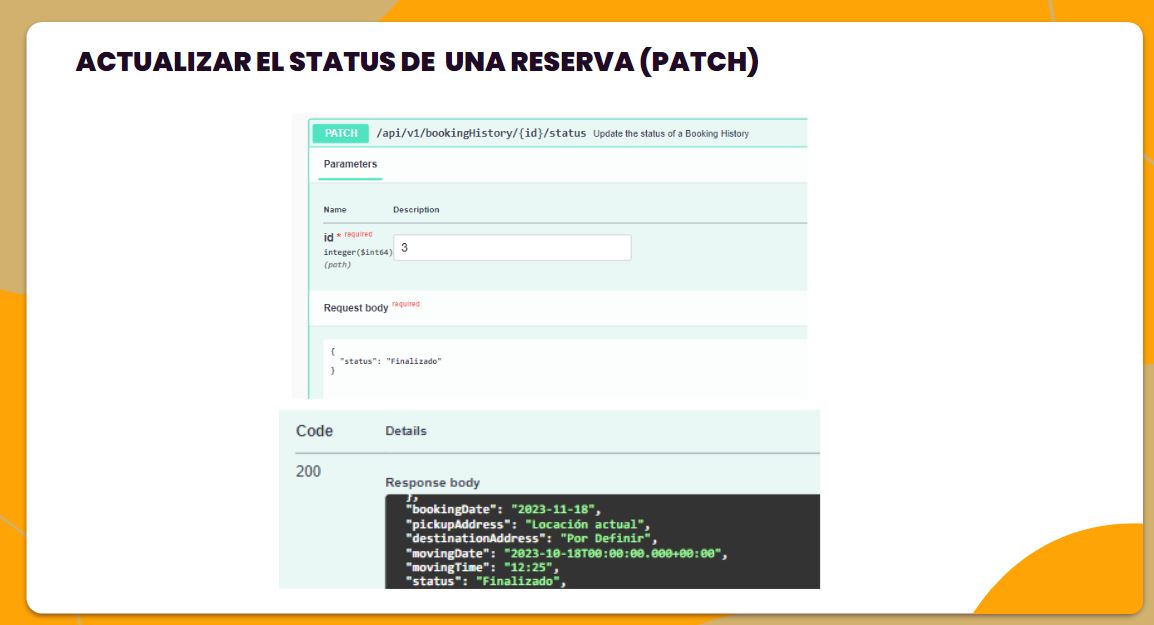 ACTUALIZAR EL STATUS DE UNA RESERVA (PATCH)
PATCH /api/v1/bookingHistory/{id}/status Update the status of a Booking History
Parameters
Name Description
id * required
integer($int64)
(path)
3
Request body required
{
"status": "Finalizado"
}
Code Details
200
Response body
},
"bookingDate": "2023-11-18",
"pickupAddress": "Locación actual",
"destinationAddress": "Por Definir",
"movingDate": "2023-10-18T00:00:00.000+00:00",
"movingTime": "12:25",
"status": "Finalizado",